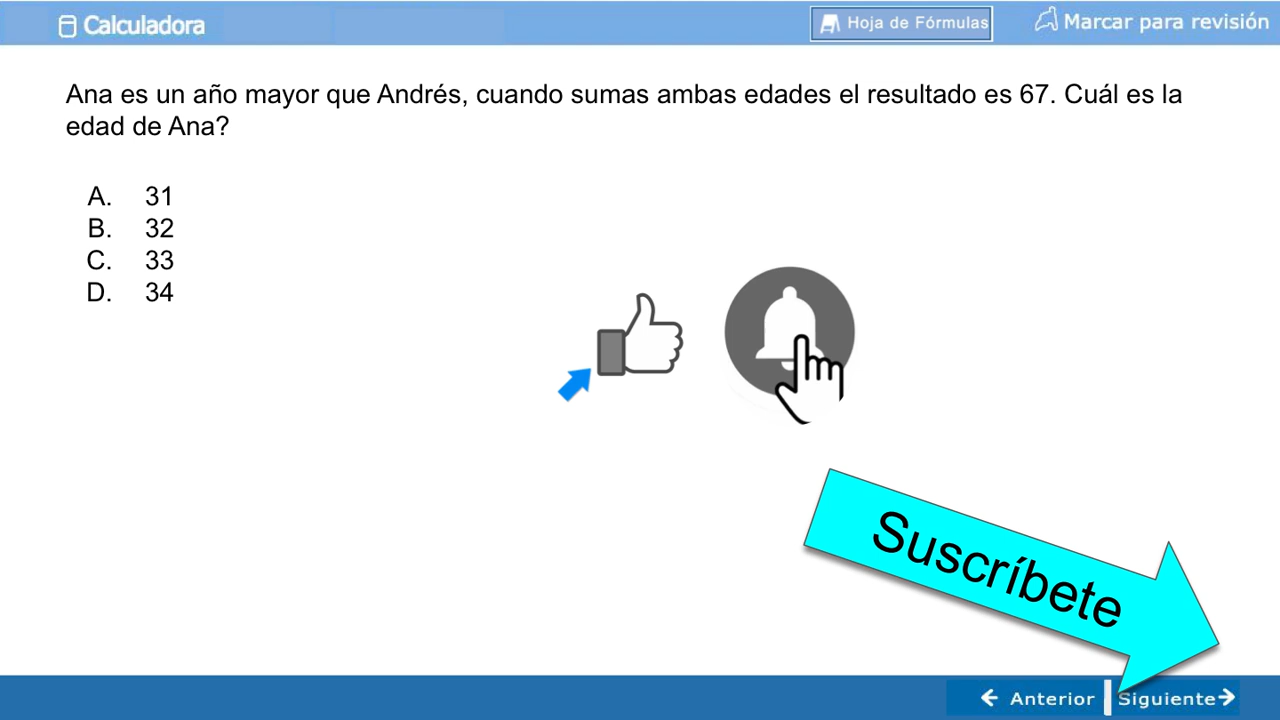 Calculadora
Hoja de Fórmulas
Marcar para revisión
Ana es un año mayor que Andrés, cuando sumas ambas edades el resultado es 67. Cuál es la
edad de Ana?
A. 31
B. 32
C. 33
D. 34
Suscríbete
Anterior
Siguiente